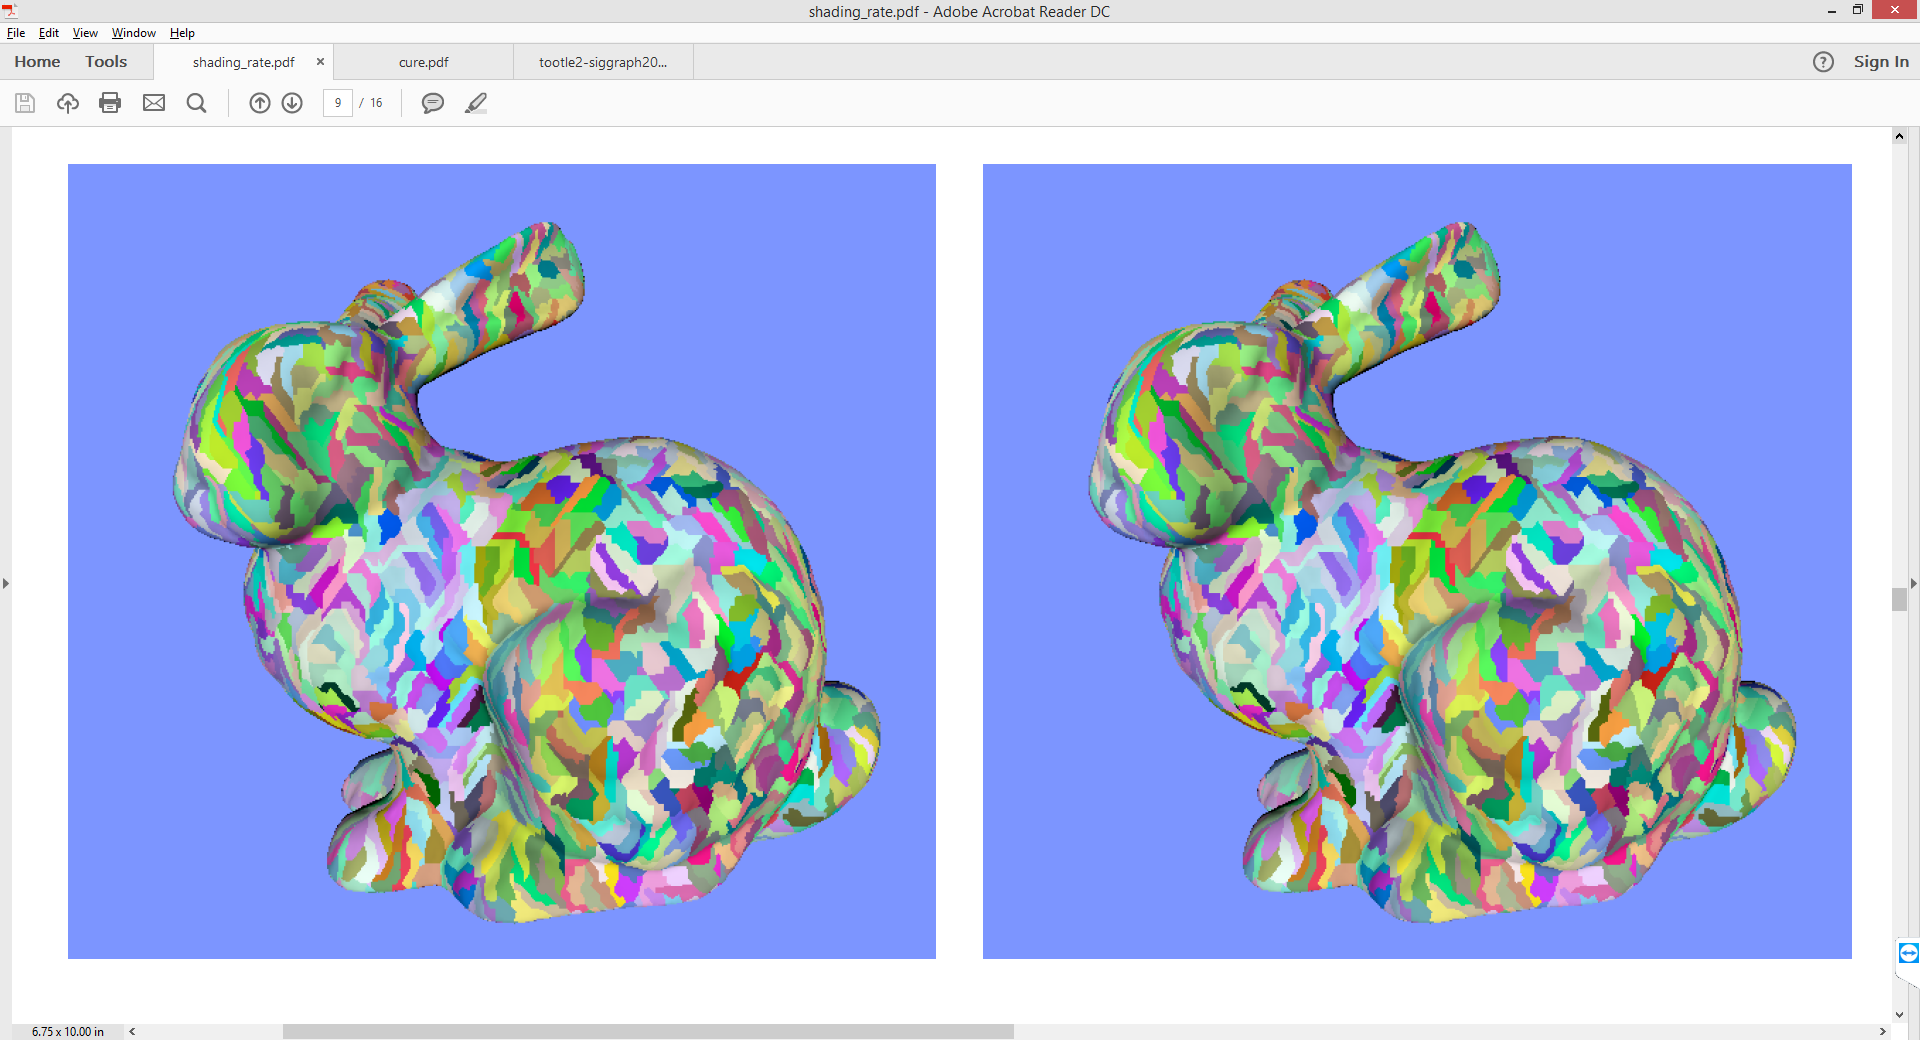 shading_rate.pdf - Adobe Acrobat Reader DC
File Edit View Window Help
Home Tools shading_rate.pdf × cure.pdf tootle2-siggraph20... ? Sign In
9 / 16
6.75 x 10.00 in